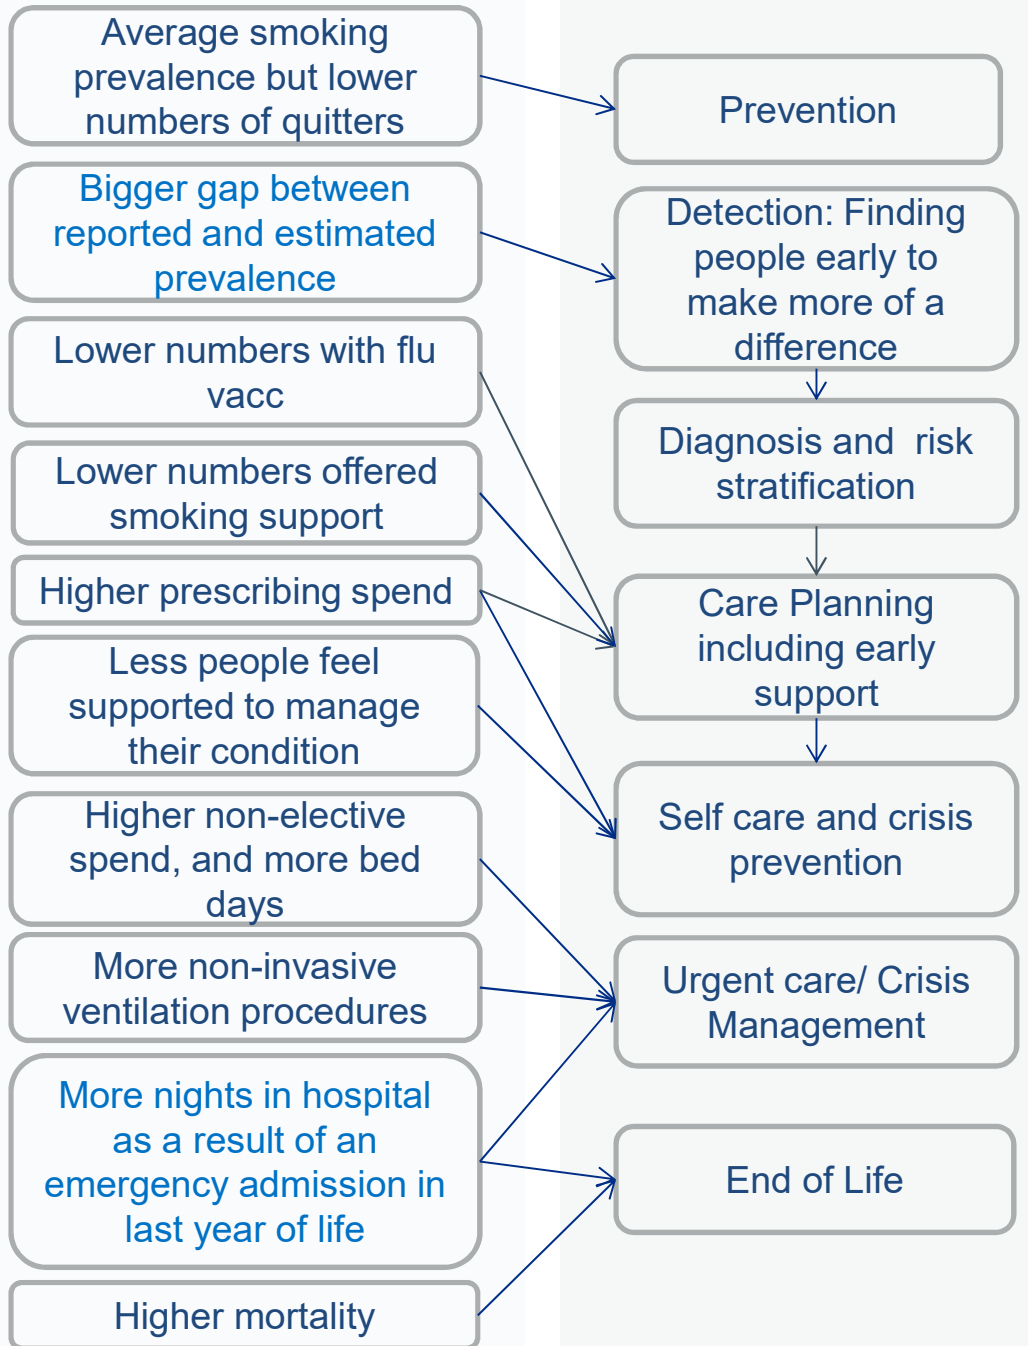 Average smoking
prevalence but lower
numbers of quitters
Bigger gap between
reported and estimated
prevalence
Lower numbers with flu
vacc
Lower numbers offered
smoking support
Higher prescribing spend
Less people feel
supported to manage
their condition
Higher non-elective
spend, and more bed
days
More non-invasive
ventilation procedures
More nights in hospital
as a result of an
emergency admission in
last year of life
Higher mortality
Prevention
Detection: Finding
people early to
make more of a
difference
Diagnosis and  risk
stratification
Care Planning
including early
support
Self care and crisis
prevention
Urgent care/ Crisis
Management
End of Life